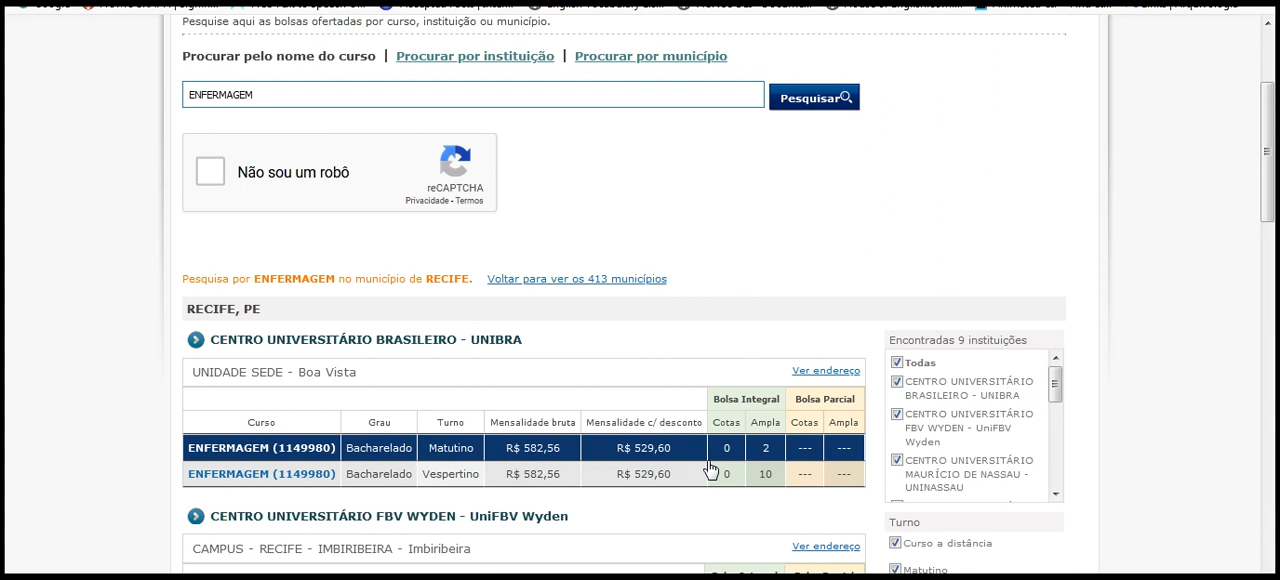 Pesquise aqui as bolsas ofertadas por curso, instituição ou município.
Procurar pelo nome do curso | Procurar por instituição | Procurar por município
ENFERMAGEM
Pesquisar
Não sou um robô
reCAPTCHA
Privacidade - Termos
Pesquisa por ENFERMAGEM no município de RECIFE. Voltar para ver os 413 municípios
RECIFE, PE
CENTRO UNIVERSITÁRIO BRASILEIRO - UNIBRA
UNIDADE SEDE - Boa Vista Ver endereço
Bolsa Integral Bolsa Parcial
Curso Grau Turno Mensalidade bruta Mensalidade c/ desconto Cotas Ampla Cotas Ampla
ENFERMAGEM (1149980) Bacharelado Matutino R$ 582,56 R$ 529,60 0 2 --- ---
ENFERMAGEM (1149980) Bacharelado Vespertino R$ 582,56 R$ 529,60 0 10 --- ---
CENTRO UNIVERSITÁRIO FBV WYDEN - UniFBV Wyden
CAMPUS - RECIFE - IMBIRIBEIRA - Imbiribeira Ver endereço
Encontradas 9 instituições
Todas
CENTRO UNIVERSITÁRIO
BRASILEIRO - UNIBRA
CENTRO UNIVERSITÁRIO
FBV WYDEN - UniFBV
Wyden
CENTRO UNIVERSITÁRIO
MAURÍCIO DE NASSAU -
UNINASSAU
Turno
Curso a distância
Matutino